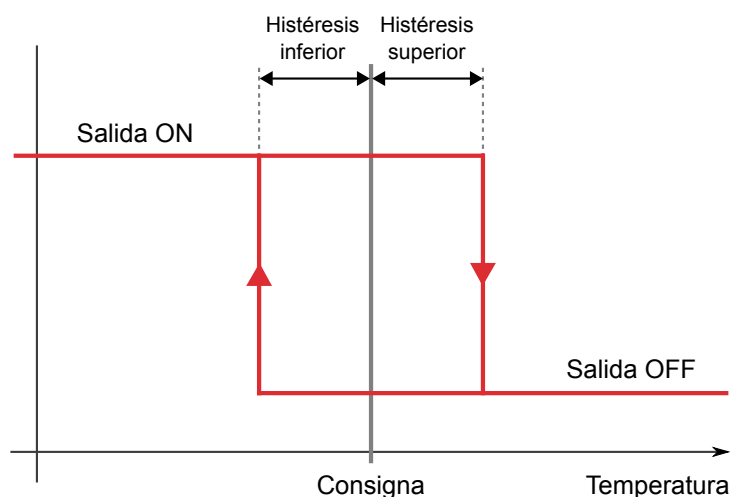 Histéresis
inferior
Histéresis
superior
Salida ON
Salida OFF
Consigna
Temperatura